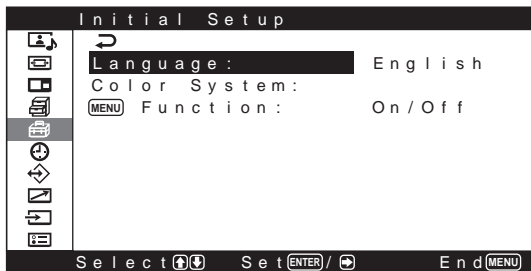 Initial Setup
Language: English
Color System:
MENU Function: On/Off
Select Set ENTER / End MENU